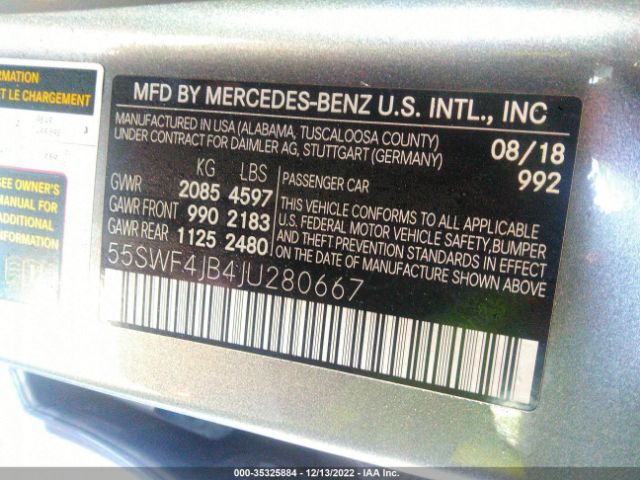 RMATION
ET LE CHARGEMENT
SEE OWNER'S
MANUAL FOR
ADDITIONAL
INFORMATION
MFD BY MERCEDES-BENZ U.S. INTL., INC
MANUFACTURED IN USA (ALABAMA, TUSCALOOSA COUNTY)
UNDER CONTRACT FOR DAIMLER AG, STUTTGART (GERMANY)
08/18
992
KG LBS
GVWR 2085 4597
GAWR FRONT 990 2183
GAWR REAR 1125 2480
PASSENGER CAR
THIS VEHICLE CONFORMS TO ALL APPLICABLE
U.S. FEDERAL MOTOR VEHICLE SAFETY, BUMPER
AND THEFT PREVENTION STANDARDS IN EFFECT
ON THE DATE OF MANUFACTURE SHOWN ABOVE
55SWF4JB4JU280667
000-35325884 - 12/13/2022 - IAA Inc.